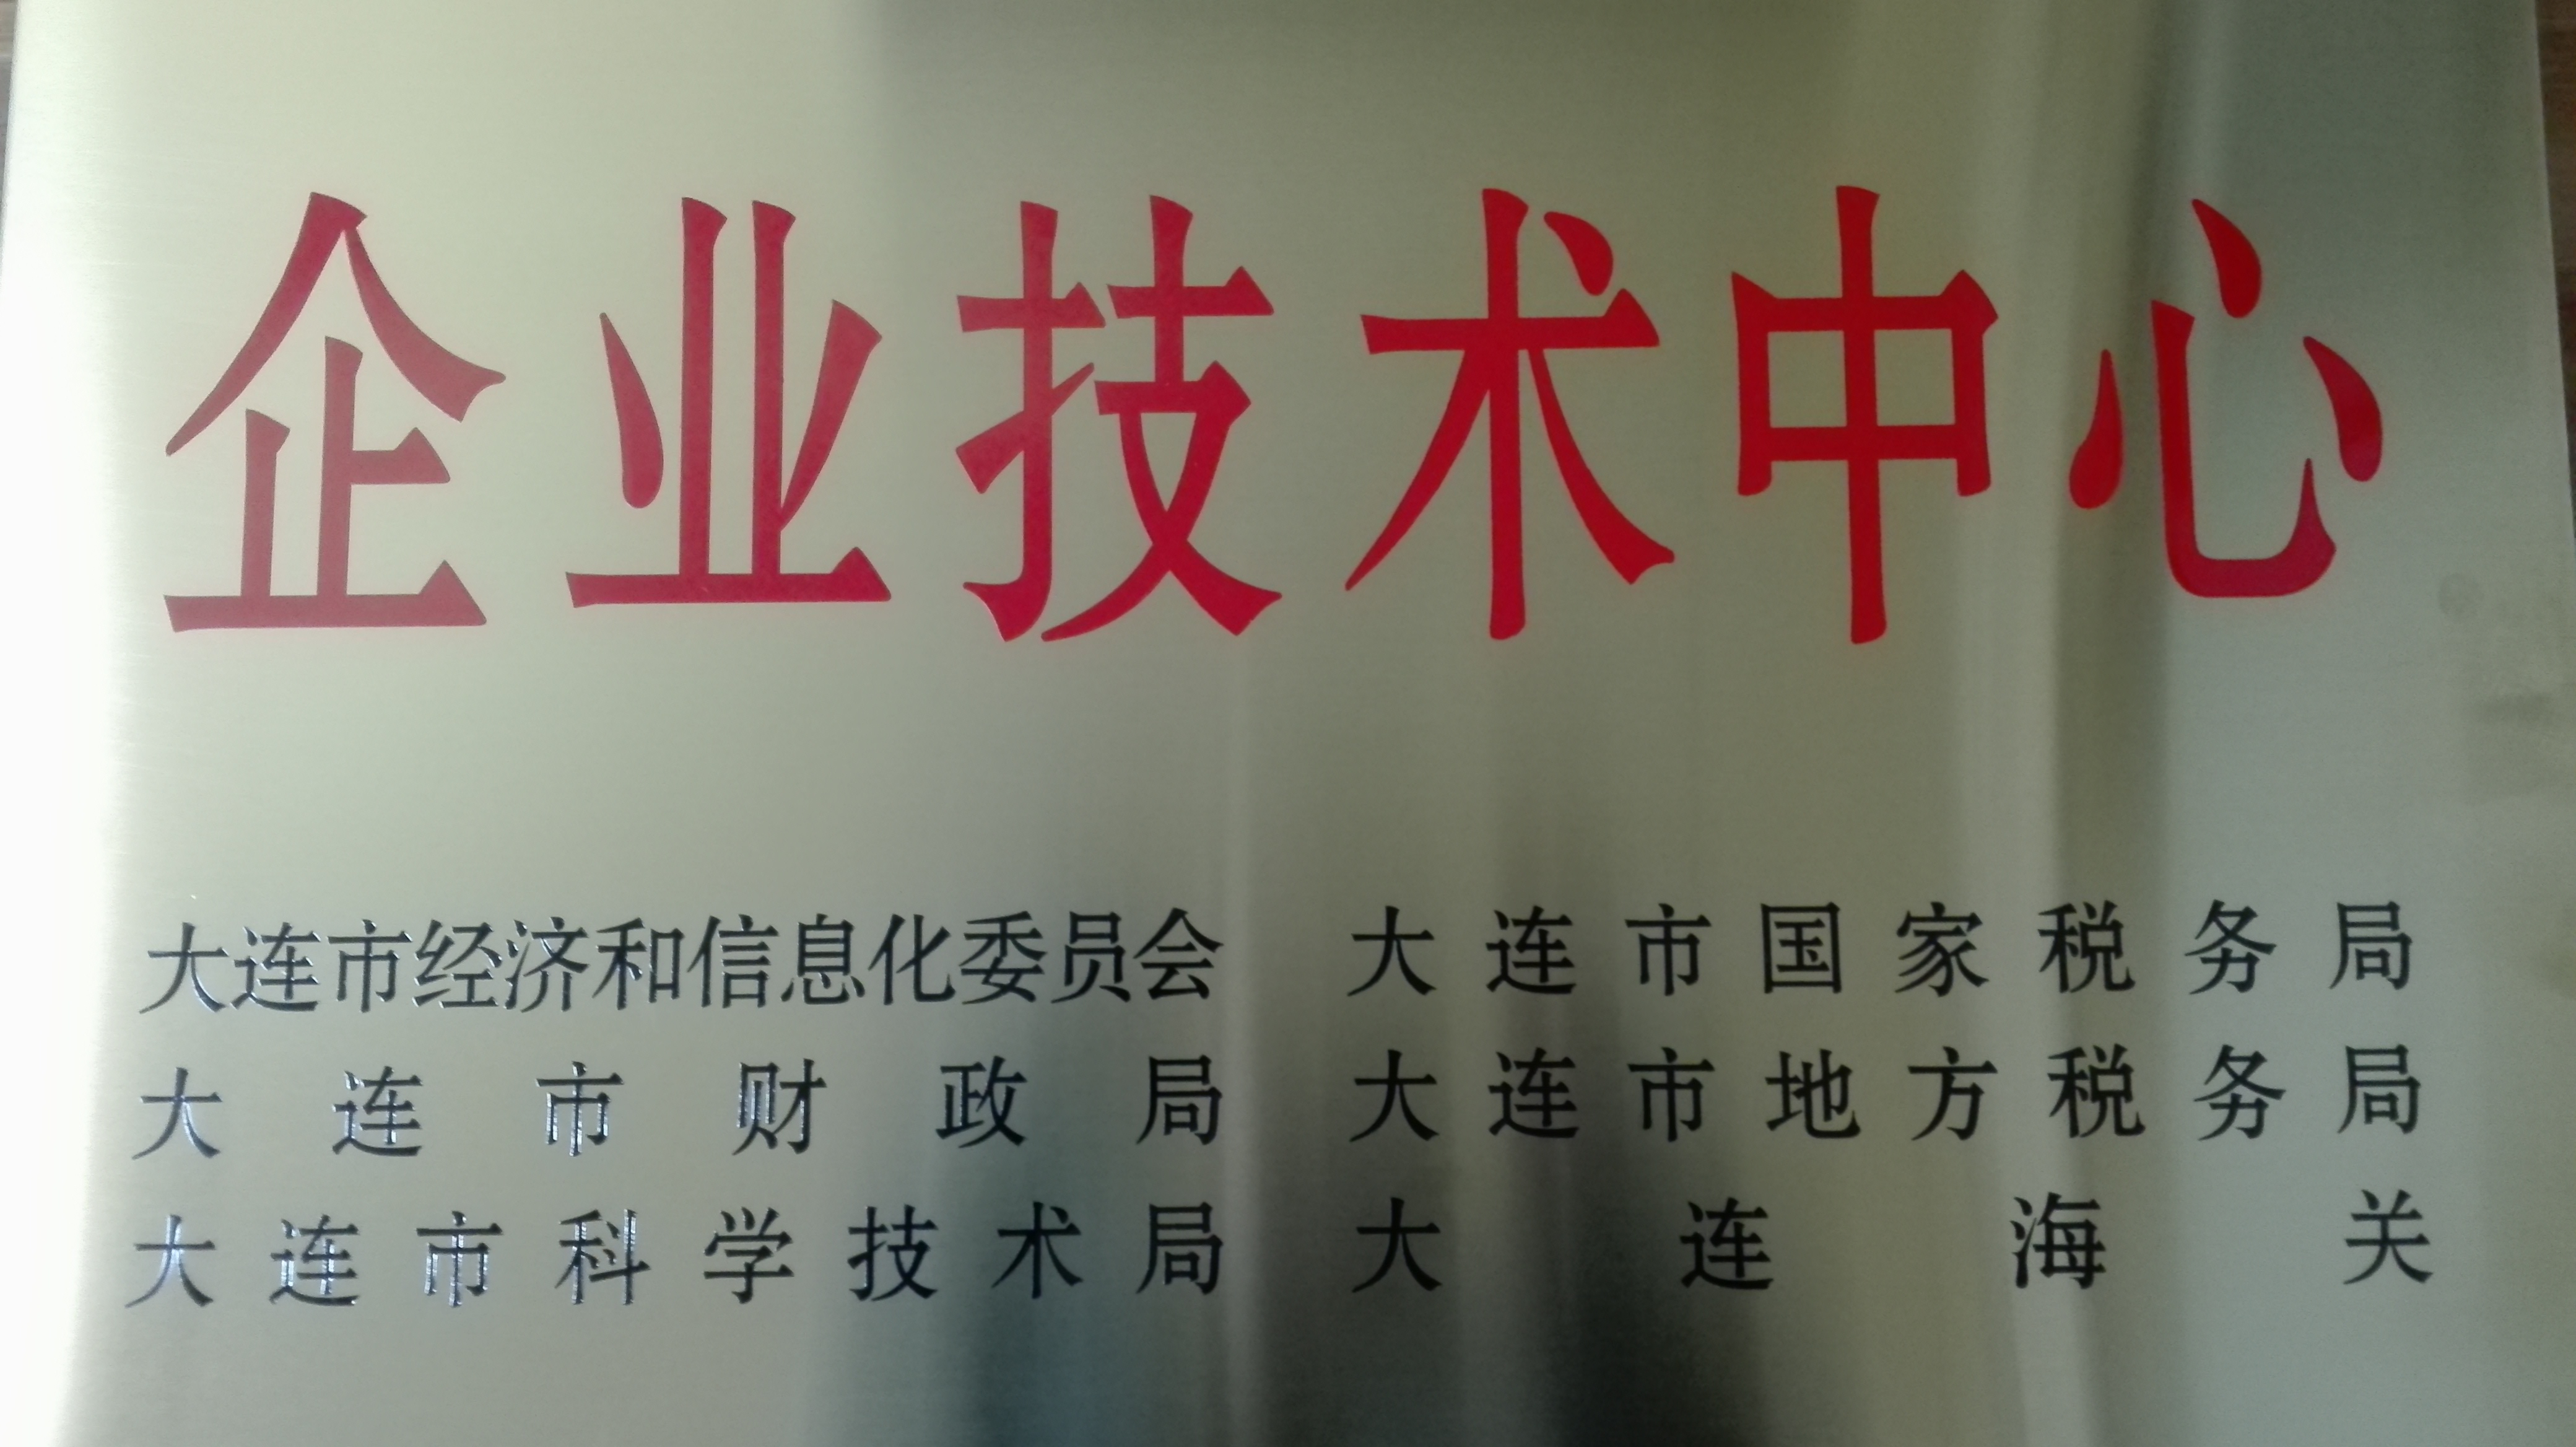 企业技术中心
大连市经济和信息化委员会 大连市国家税务局
大连市财政局 大连市地方税务局
大连市科学技术局 大连海关